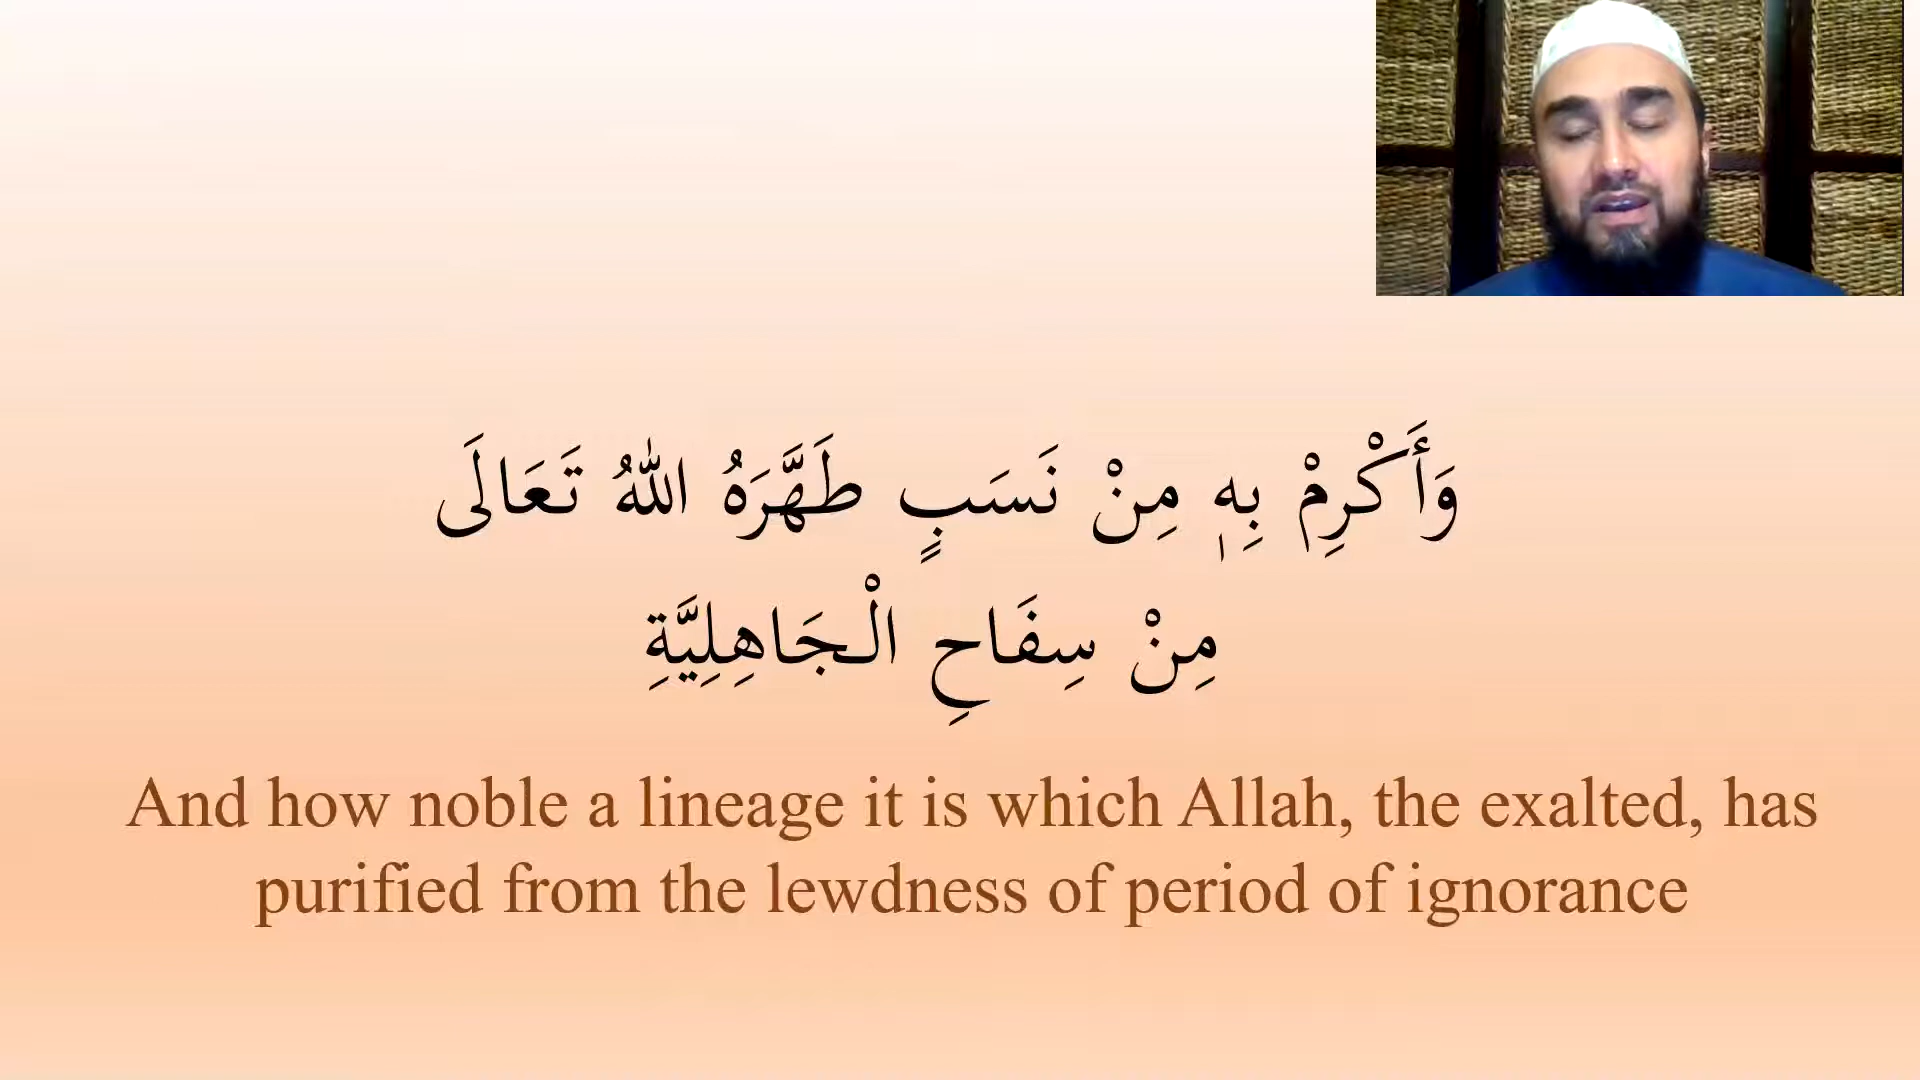 وَأَكْرِمْ بِهٖ مِنْ نَسَبٍ طَهَّرَهُ اللّٰهُ تَعَالَى
مِنْ سِفَاحِ الْجَاهِلِيَّةِ
And how noble a lineage it is which Allah, the exalted, has
purified from the lewdness of period of ignorance